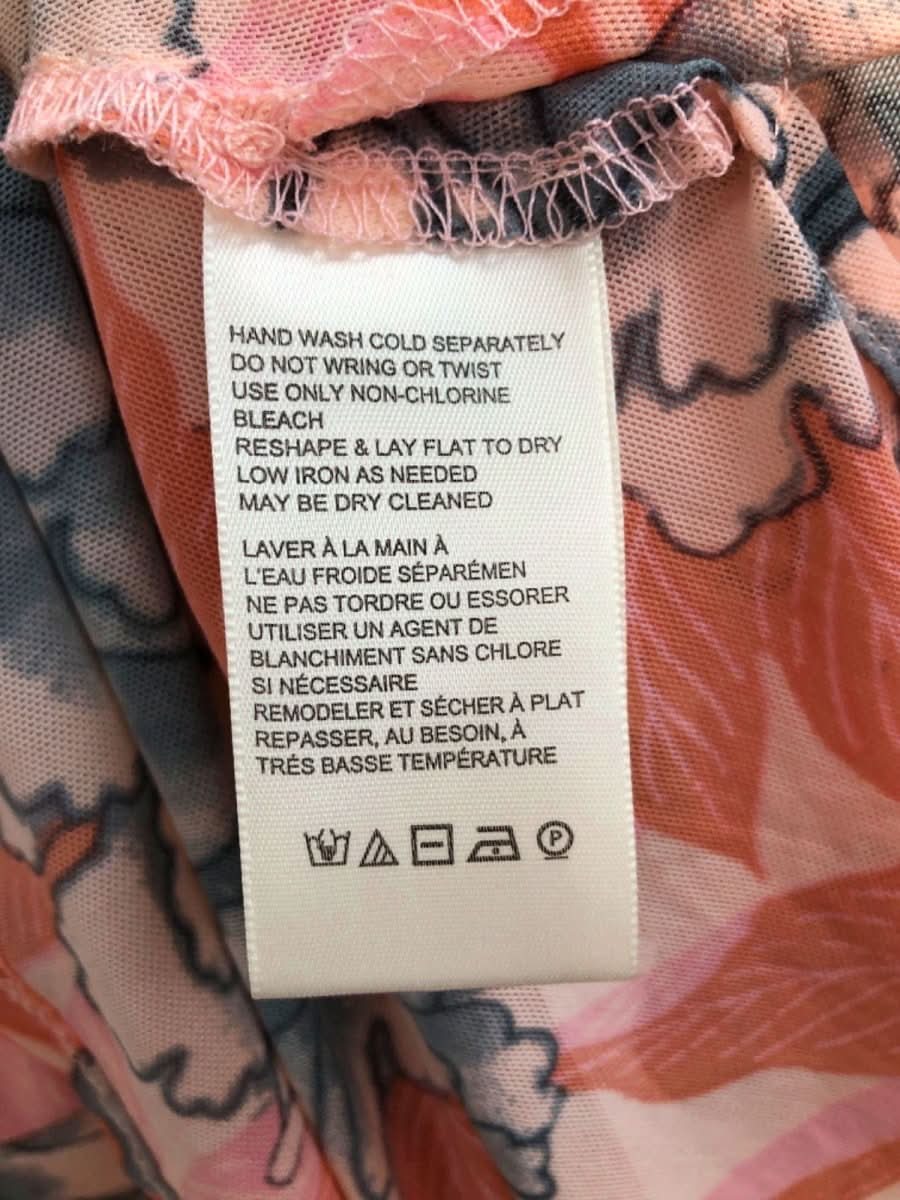 HAND WASH COLD SEPARATELY
DO NOT WRING OR TWIST
USE ONLY NON-CHLORINE
BLEACH
RESHAPE & LAY FLAT TO DRY
LOW IRON AS NEEDED
MAY BE DRY CLEANED
LAVER À LA MAIN À
L'EAU FROIDE SÉPARÉMEN
NE PAS TORDRE OU ESSORER
UTILISER UN AGENT DE
BLANCHIMENT SANS CHLORE
SI NÉCESSAIRE
REMODELER ET SÉCHER À PLAT
REPASSER, AU BESOIN, À
TRÉS BASSE TEMPÉRATURE
P